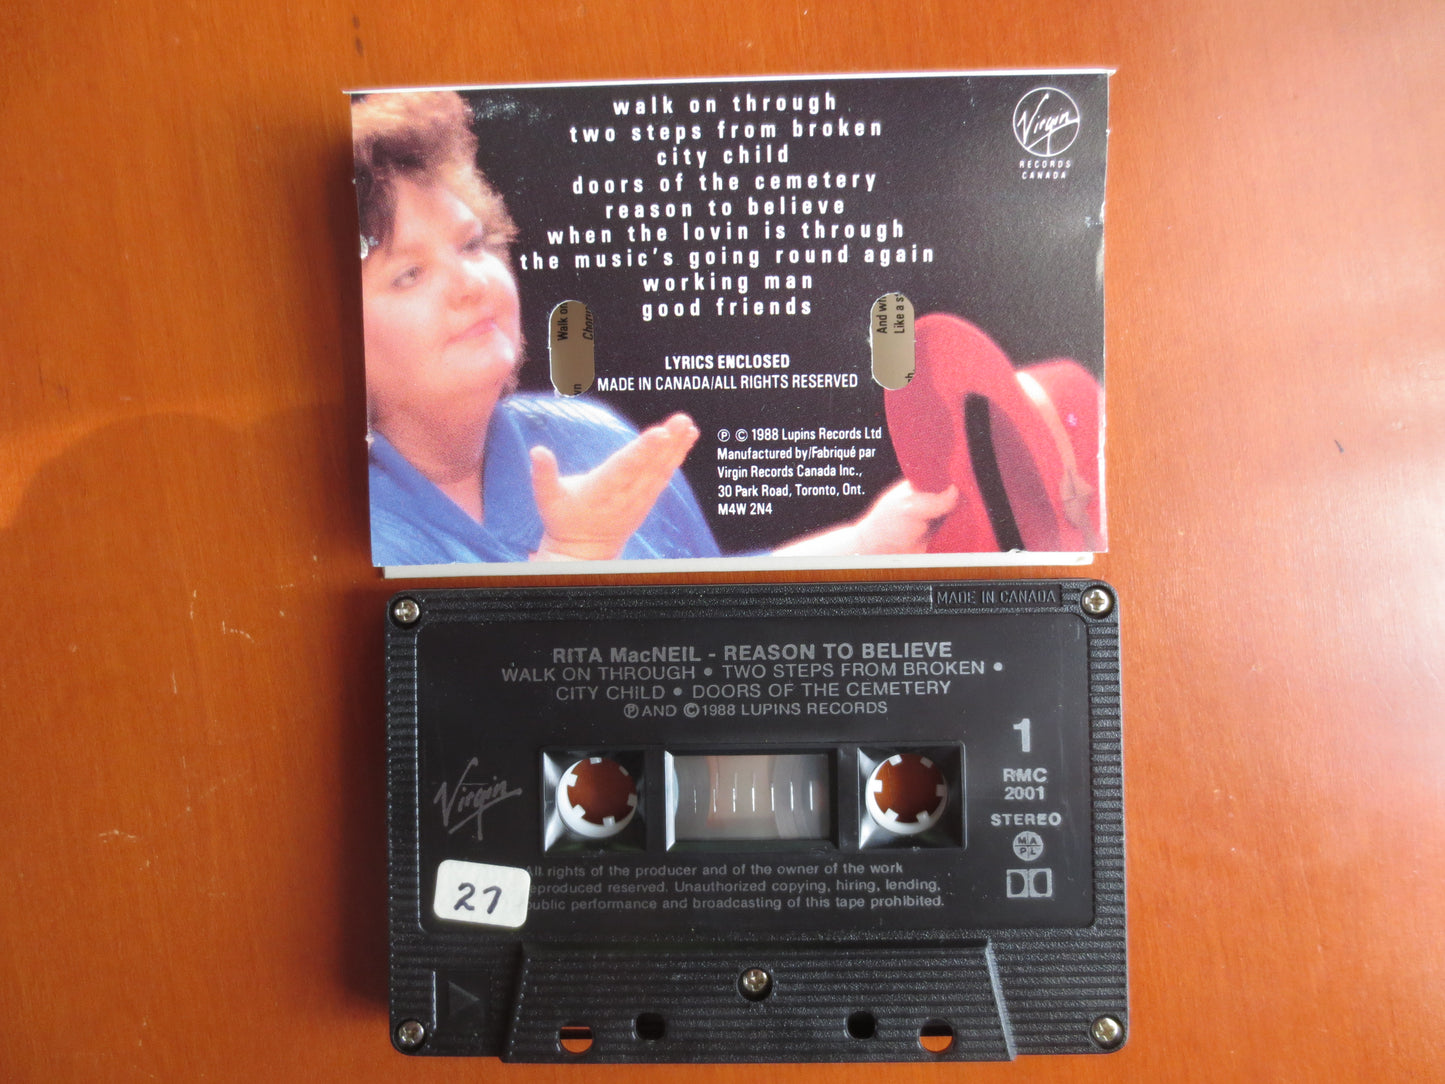 walk on through
two steps from broken
city child
doors of the cemetery
reason to believe
when the lovin is through
the music's going round again
working man
good friends
Virgin
RECORDS
CANADA
Walk
And
Like a
LYRICS ENCLOSED
MADE IN CANADA/ALL RIGHTS RESERVED
Ⓟ © 1988 Lupins Records Ltd
Manufactured by/Fabriqué par
Virgin Records Canada Inc.,
30 Park Road, Toronto, Ont.
M4W 2N4
MADE IN CANADA
RITA MacNEIL - REASON TO BELIEVE
WALK ON THROUGH • TWO STEPS FROM BROKEN •
CITY CHILD • DOORS OF THE CEMETERY
Ⓟ AND ©1988 LUPINS RECORDS
Virgin
1
RMC
2001
STEREO
MAPL
rights of the producer and of the owner of the work
reserved. Unauthorized copying, hiring, lending,
performance and broadcasting of this tape prohibited.
27